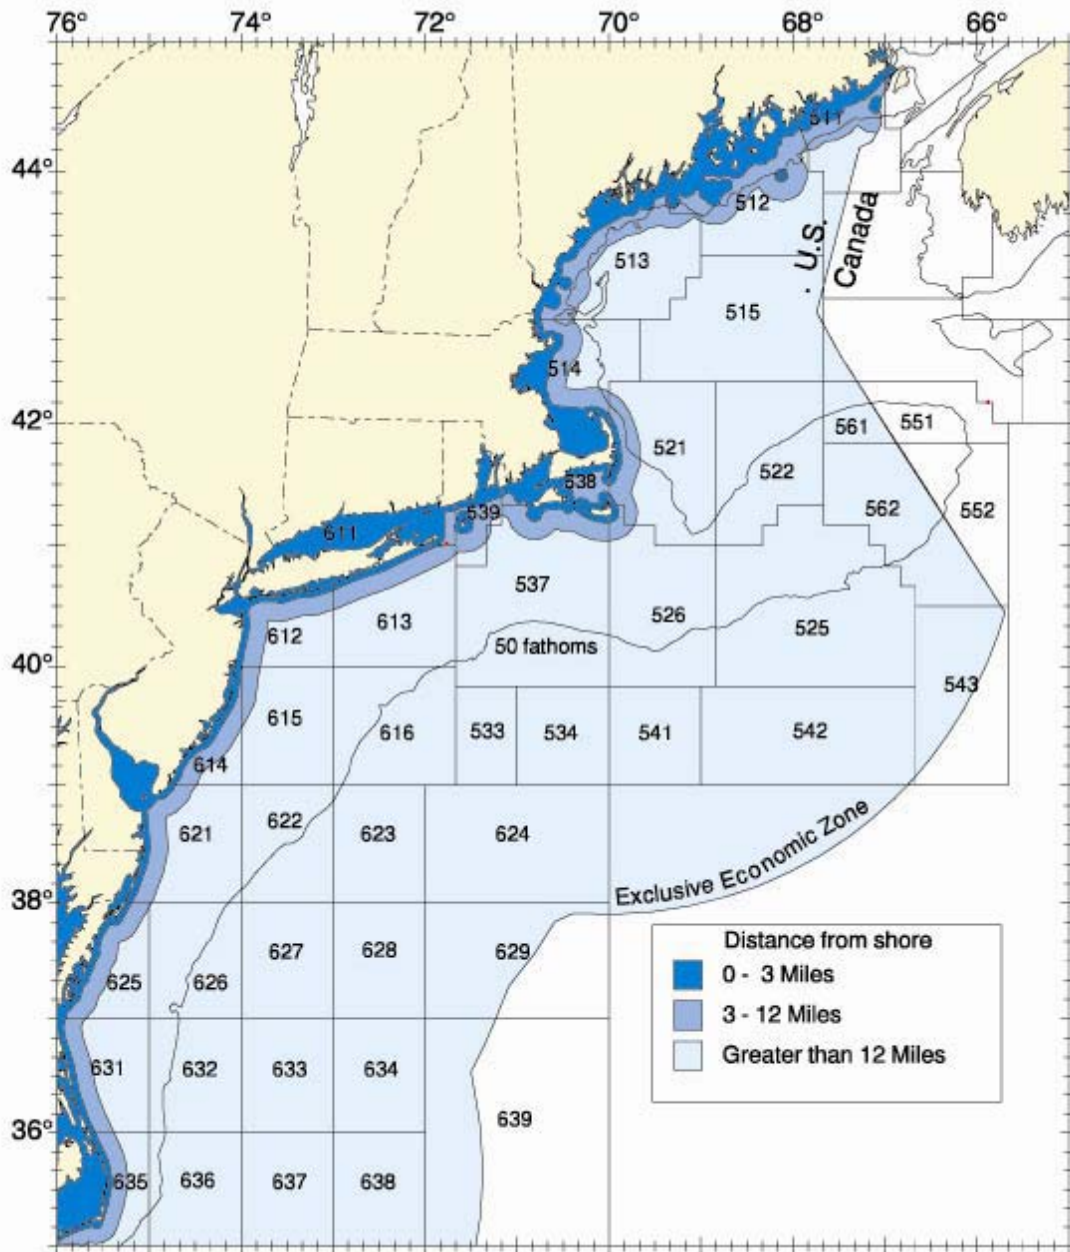 76° 74° 72° 70° 68° 66°
511
44°
512
U.S.
Canada
513
515
514
42°
561 551
521
522
538
562 552
539
611
537
526
613
525
612
50 fathoms
40°
543
615
616 533 534 541 542
614
622
621 623 624
Exclusive Economic Zone
38°
Distance from shore
0 - 3 Miles
3 - 12 Miles
Greater than 12 Miles
627 628 629
625 626
631 632 633 634
639
36°
635 636 637 638